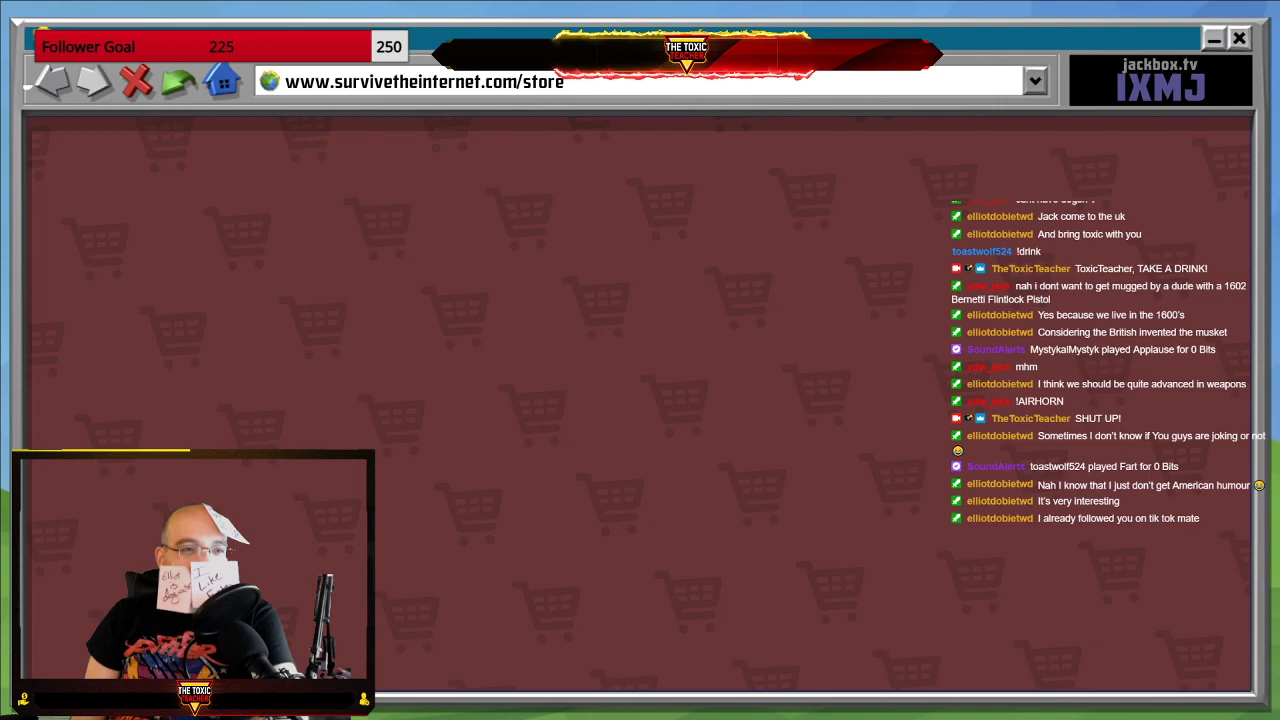 Follower Goal 225 250
THE TOXIC
TEACHER
www.survivetheinternet.com/store
jackbox.tv
IXMJ
elliotdobietwd Jack come to the uk
elliotdobietwd And bring toxic with you
toastwolf524 !drink
TheToxicTeacher ToxicTeacher, TAKE A DRINK!
nah i dont want to get mugged by a dude with a 1602
Bernetti Flintlock Pistol
elliotdobietwd Yes because we live in the 1600's
elliotdobietwd Considering the British invented the musket
SoundAlerts MystykalMystyk played Applause for 0 Bits
mhm
elliotdobietwd I think we should be quite advanced in weapons
!AIRHORN
TheToxicTeacher SHUT UP!
elliotdobietwd Sometimes I don't know if You guys are joking or not
SoundAlerts toastwolf524 played Fart for 0 Bits
elliotdobietwd Nah I know that I just don't get American humour
elliotdobietwd It's very interesting
elliotdobietwd I already followed you on tik tok mate
Elliot
is
I
Like
THE TOXIC
TEACHER